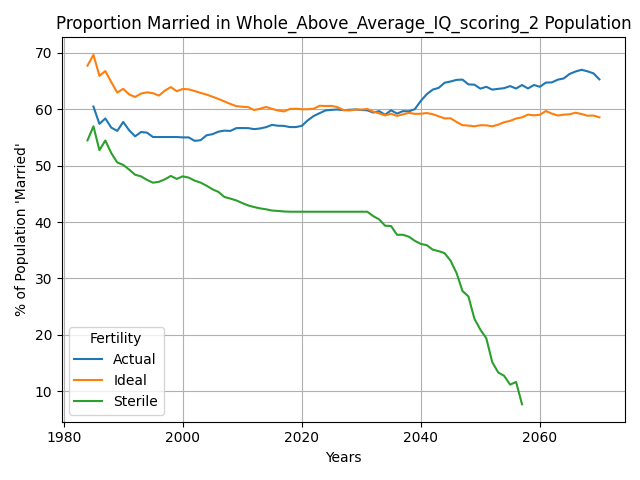 Proportion Married in Whole_Above_Average_IQ_scoring_2 Population
% of Population 'Married'
70
60
50
40
30
20
10
Fertility
Actual
Ideal
Sterile
1980
2000
2020
2040
2060
Years